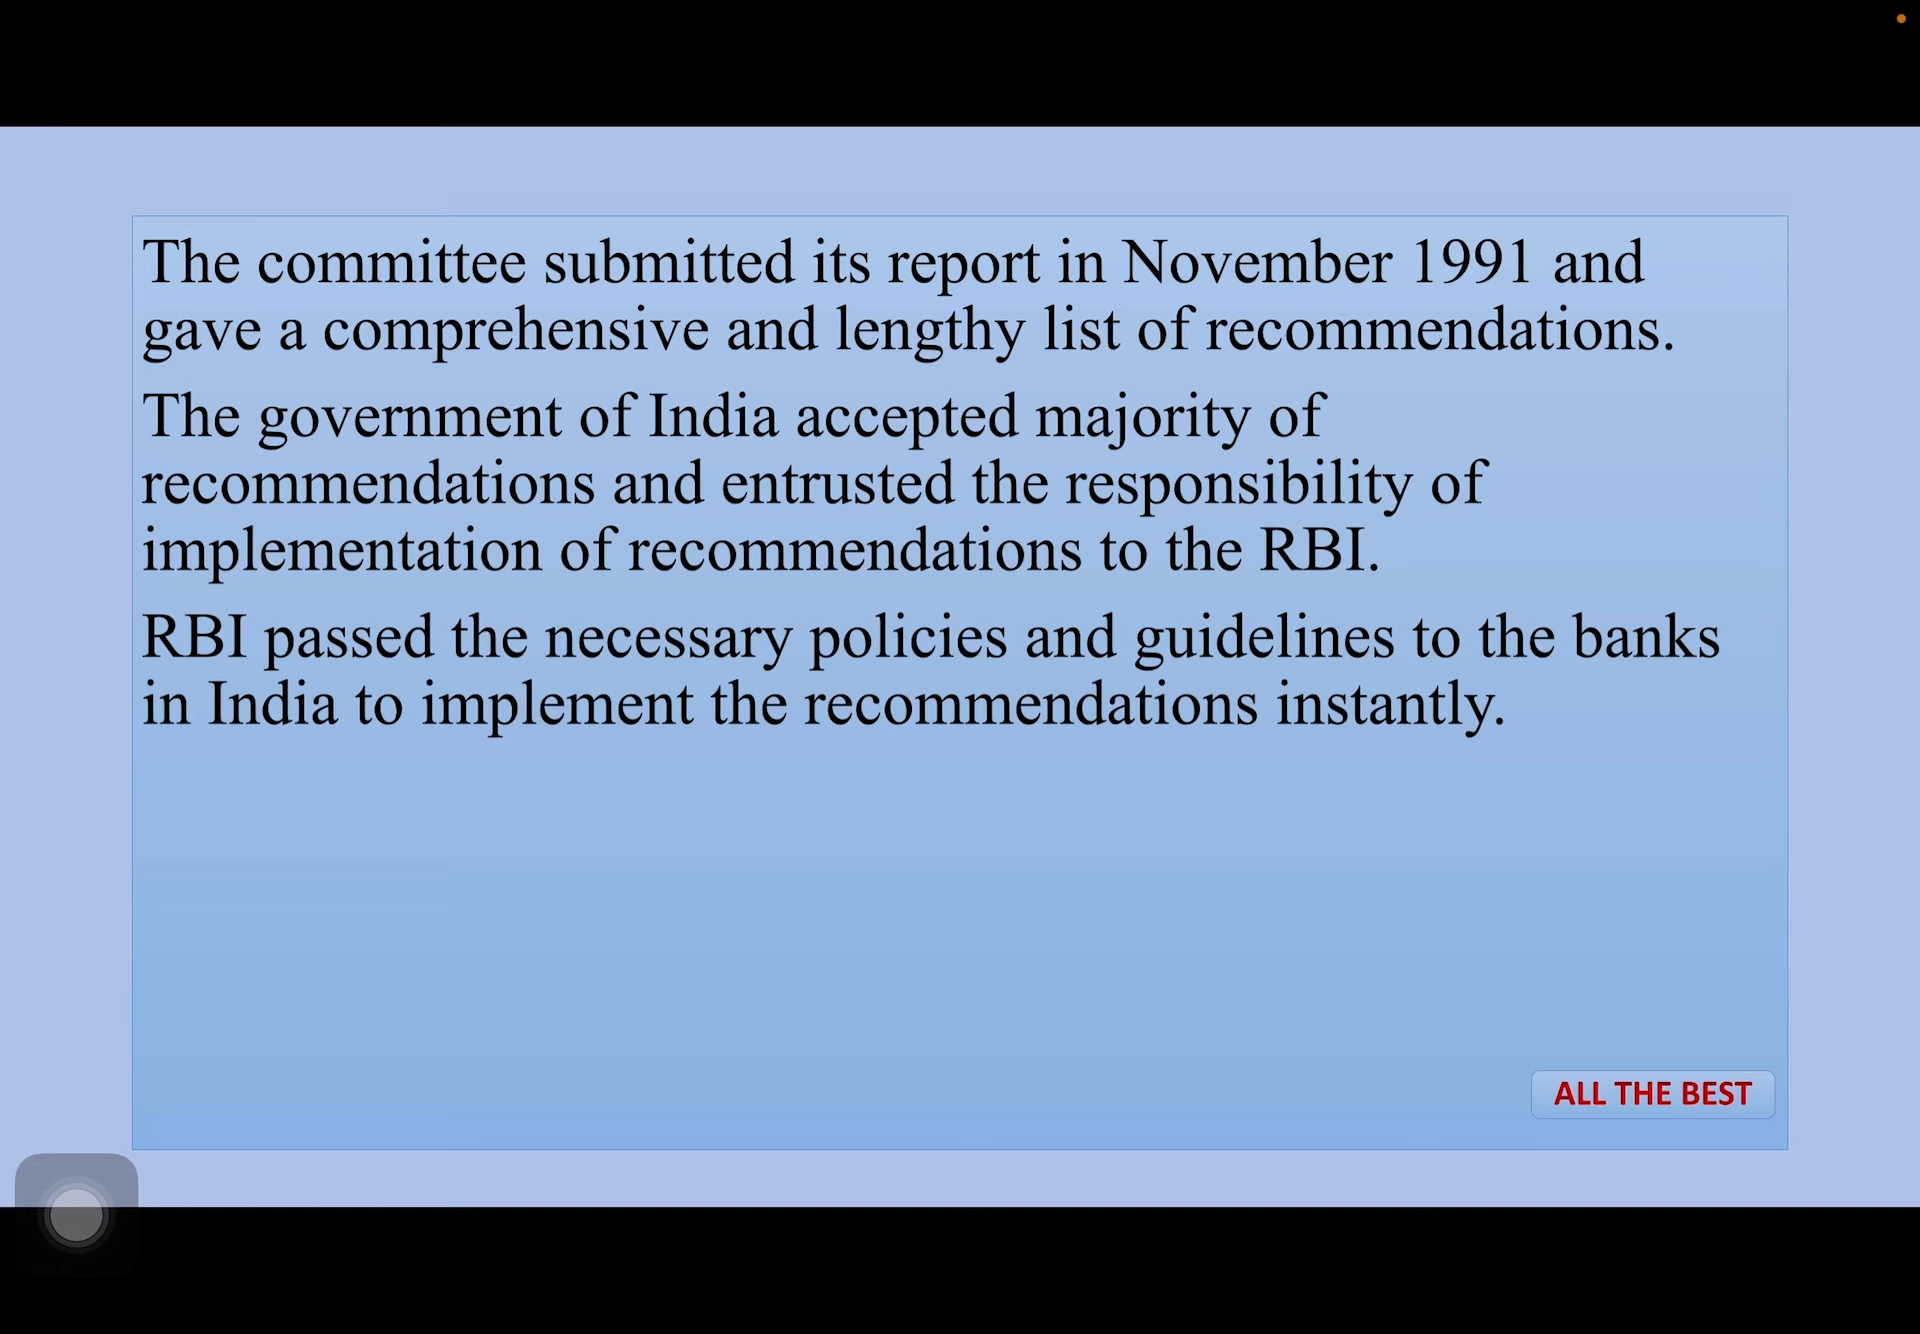 The committee submitted its report in November 1991 and
gave a comprehensive and lengthy list of recommendations.
The government of India accepted majority of
recommendations and entrusted the responsibility of
implementation of recommendations to the RBI.
RBI passed the necessary policies and guidelines to the banks
in India to implement the recommendations instantly.
ALL THE BEST